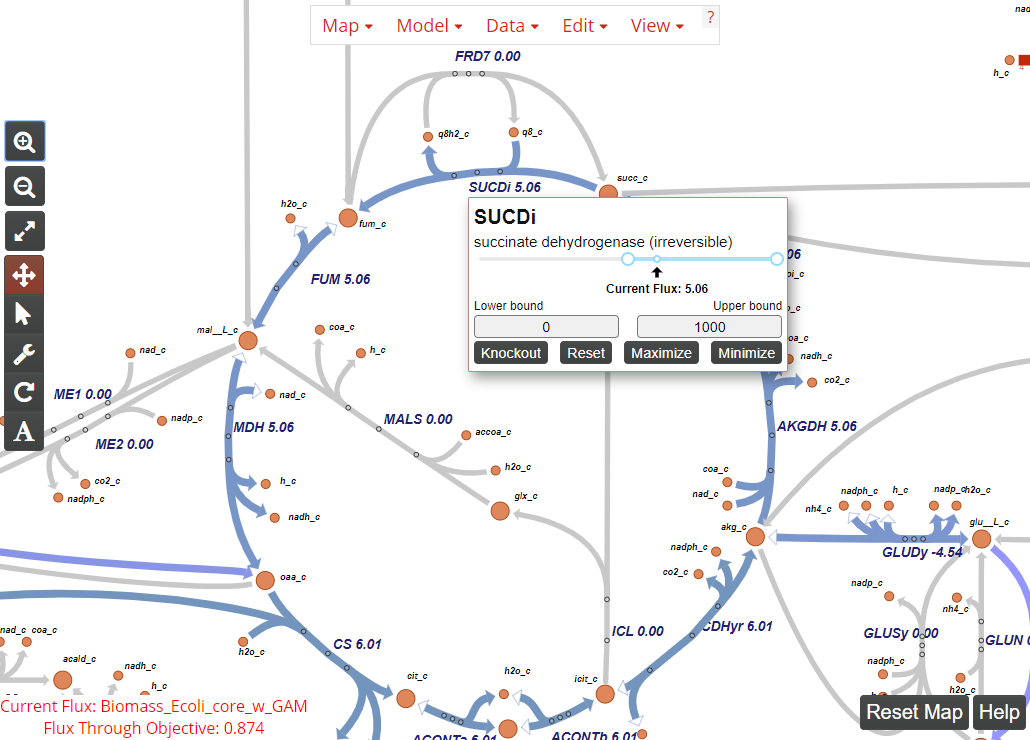 Map
Model
Data
Edit
View
?
FRD7 0.00
h_c
q8h2_c
q8_c
succ_c
SUCDi 5.06
h2o_c
fum_c
SUCDi
succinate dehydrogenase (irreversible)
Current Flux: 5.06
Lower bound
Upper bound
0
1000
Knockout
Reset
Maximize
Minimize
FUM 5.06
mal__L_c
coa_c
h_c
nad_c
nadh_c
co2_c
ME1 0.00
nad_c
nadp_c
MALS 0.00
ME2 0.00
MDH 5.06
accoa_c
AKGDH 5.06
h2o_c
co2_c
nadph_c
h_c
glx_c
coa_c
nad_c
nadh_c
nadph_c
h_c
nadp_c
h2o_c
nh4_c
akg_c
glu__L_c
nadph_c
GLUDy -4.54
co2_c
oaa_c
nadp_c
nh4_c
ICL 0.00
CDHyr 6.01
GLUSy 0.00
GLUN
nad_c
coa_c
CS 6.01
h2o_c
acald_c
nadh_c
h_c
cit_c
h2o_c
icit_c
nadph_c
h2o_c
ACONTa 6.01
ACONTb 6.01
Current Flux: Biomass_Ecoli_core_w_GAM
Flux Through Objective: 0.874
Reset Map
Help